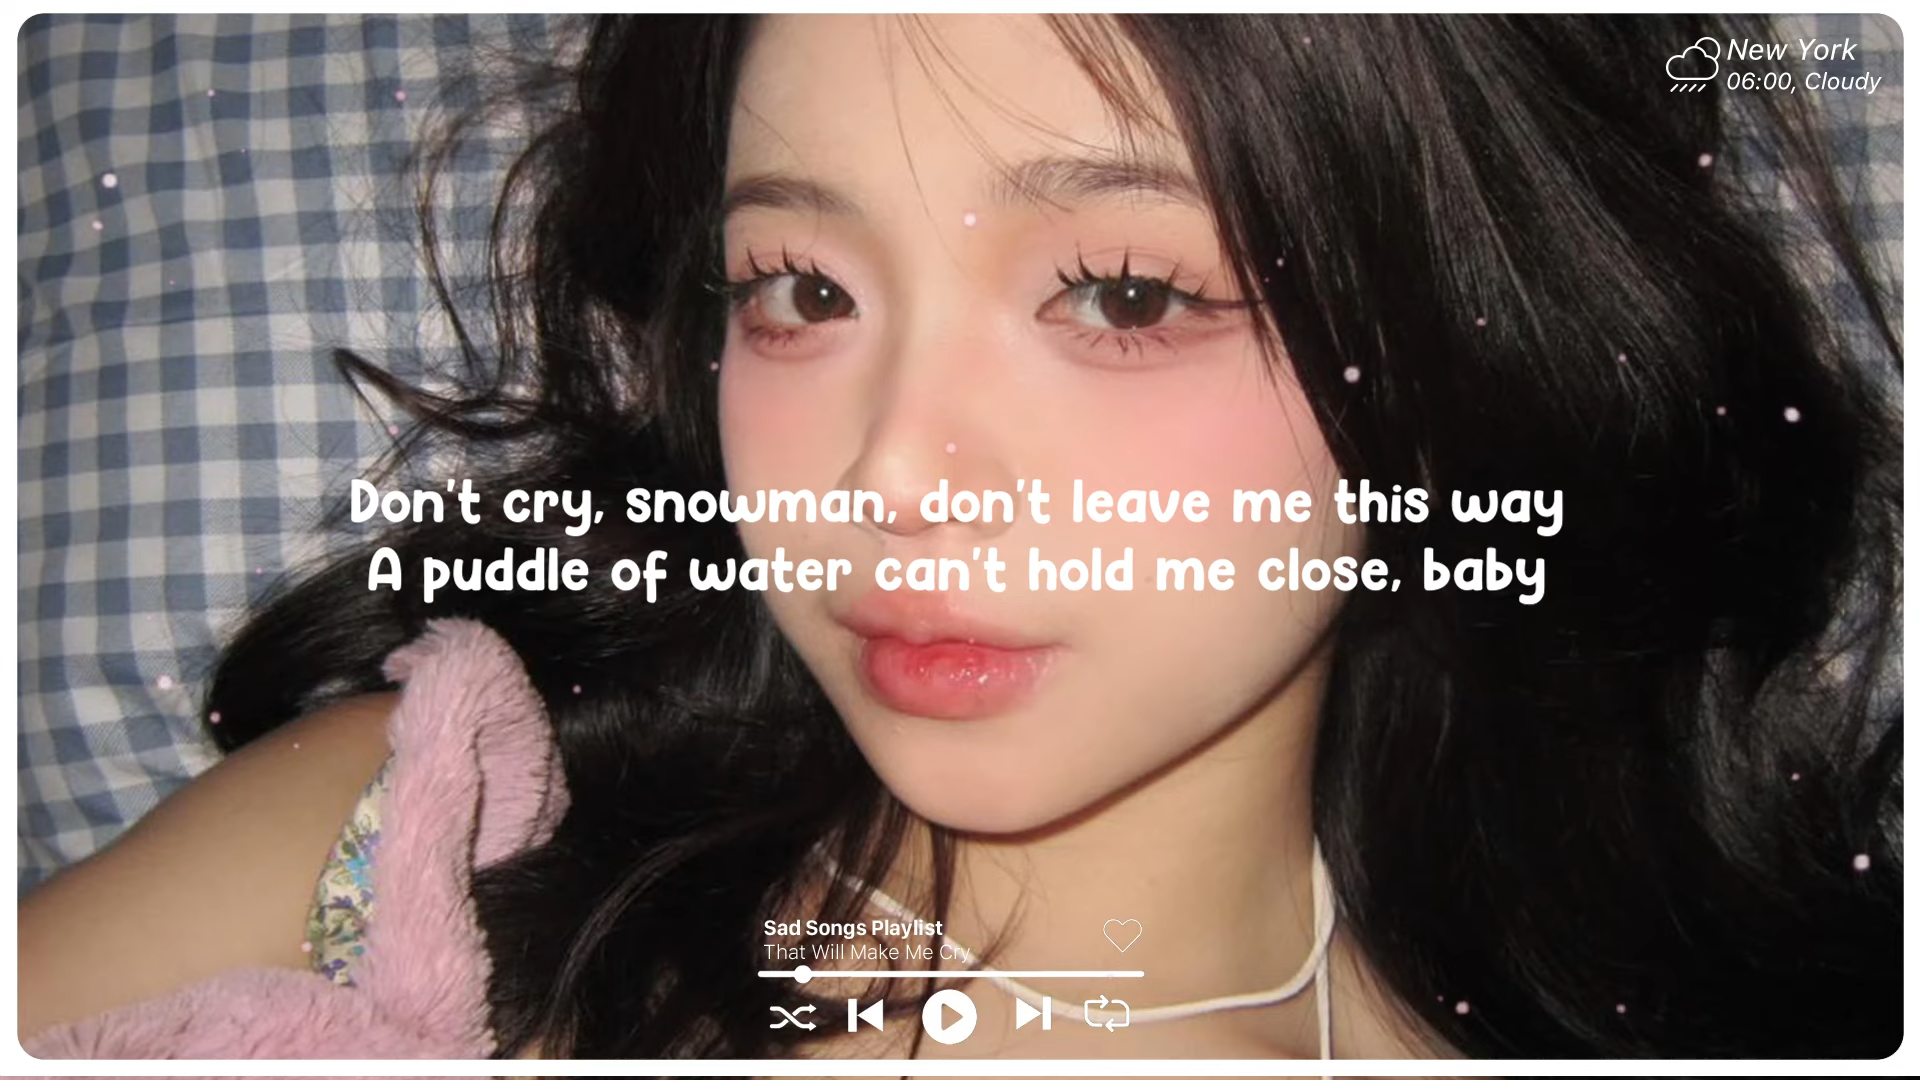 New York
06:00, Cloudy
Don't cry, snowman, don't leave me this way
A puddle of water can't hold me close, baby
Sad Songs Playlist
That Will Make Me Cry